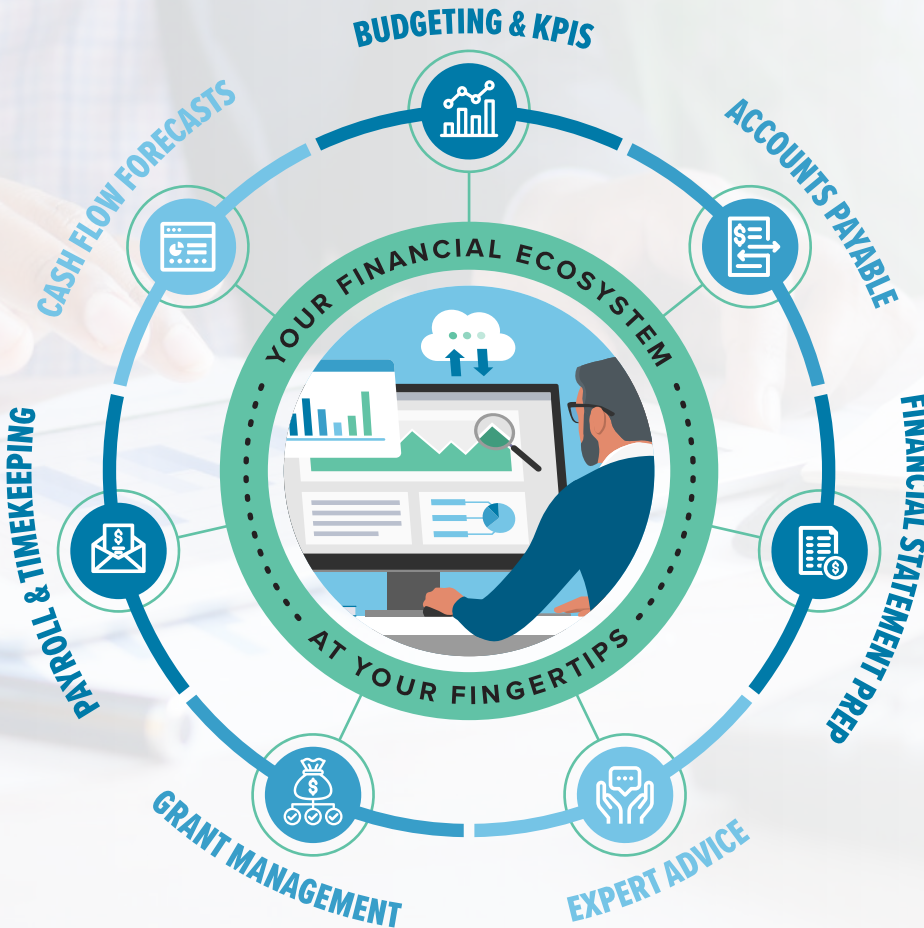 BUDGETING & KPIS
ACCOUNTS PAYABLE
FINANCIAL STATEMENT PREP
EXPERT ADVICE
GRANT MANAGEMENT
PAYROLL & TIMEKEEPING
CASH FLOW FORECASTS
YOUR FINANCIAL ECOSYSTEM
AT YOUR FINGERTIPS
$
$
$
$